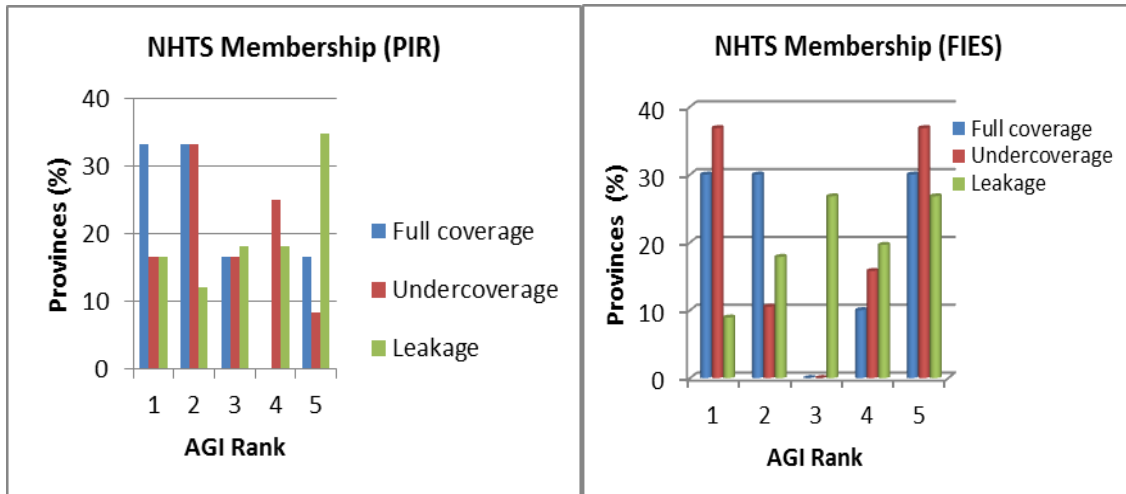 NHTS Membership (PIR)
40
30
20
10
0
Provinces (%)
1 2 3 4 5
AGI Rank
Full coverage
Undercoverage
Leakage
NHTS Membership (FIES)
40
30
20
10
0
Provinces (%)
1 2 3 4 5
AGI Rank
Full coverage
Undercoverage
Leakage